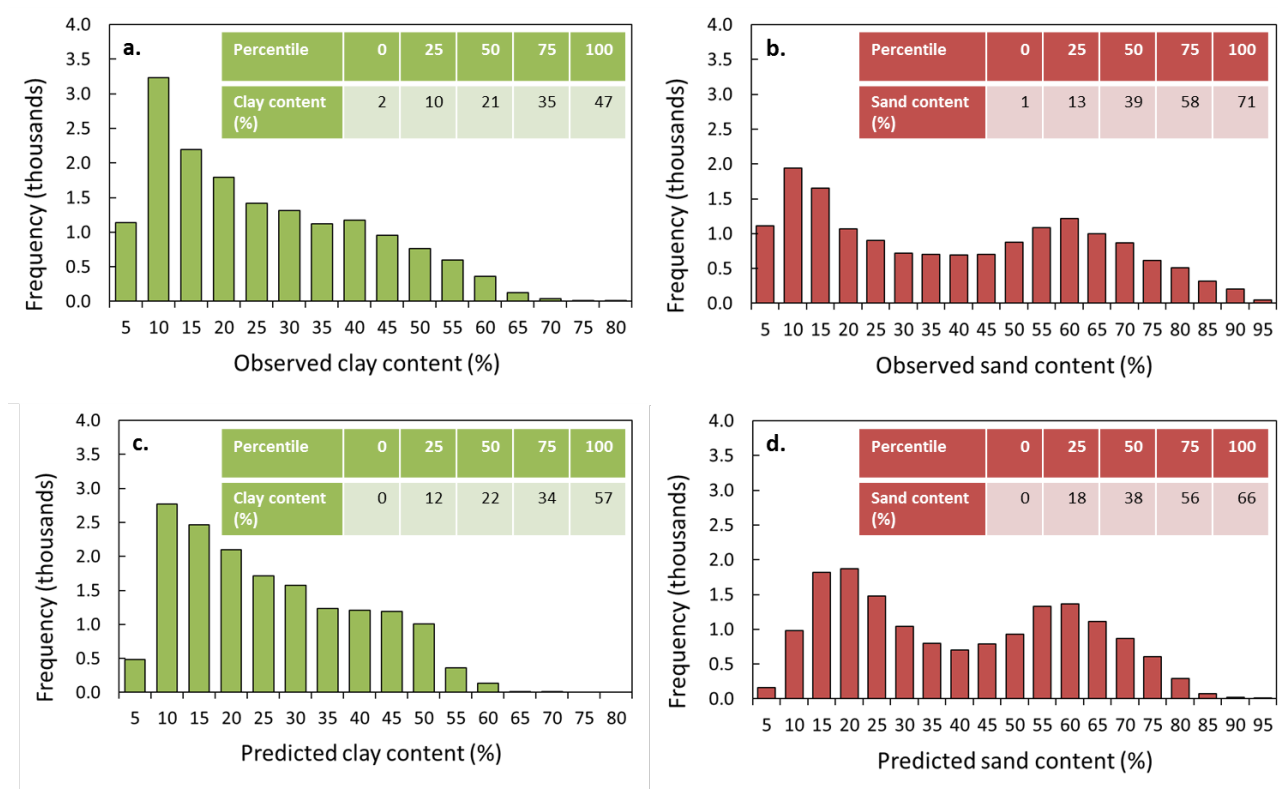 a.
Percentile 0 25 50 75 100
Clay content (%) 2 10 21 35 47
4.0
3.5
3.0
2.5
2.0
1.5
1.0
0.5
0.0
Frequency (thousands)
5 10 15 20 25 30 35 40 45 50 55 60 65 70 75 80
Observed clay content (%)
b.
Percentile 0 25 50 75 100
Sand content (%) 1 13 39 58 71
4.0
3.5
3.0
2.5
2.0
1.5
1.0
0.5
0.0
Frequency (thousands)
5 10 15 20 25 30 35 40 45 50 55 60 65 70 75 80 85 90 95
Observed sand content (%)
c.
Percentile 0 25 50 75 100
Clay content (%) 0 12 22 34 57
4.0
3.5
3.0
2.5
2.0
1.5
1.0
0.5
0.0
Frequency (thousands)
5 10 15 20 25 30 35 40 45 50 55 60 65 70 75 80
Predicted clay content (%)
d.
Percentile 0 25 50 75 100
Sand content (%) 0 18 38 56 66
4.0
3.5
3.0
2.5
2.0
1.5
1.0
0.5
0.0
Frequency (thousands)
5 10 15 20 25 30 35 40 45 50 55 60 65 70 75 80 85 90 95
Predicted sand content (%)